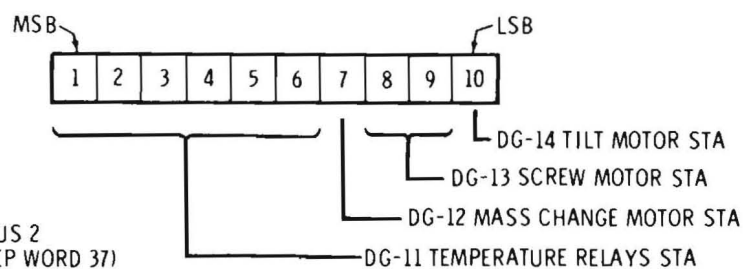 MSB
LSB
1 2 3 4 5 6 7 8 9 10
DG-14 TILT MOTOR STA
DG-13 SCREW MOTOR STA
DG-12 MASS CHANGE MOTOR STA
US 2
EP WORD 37)
DG-11 TEMPERATURE RELAYS STA